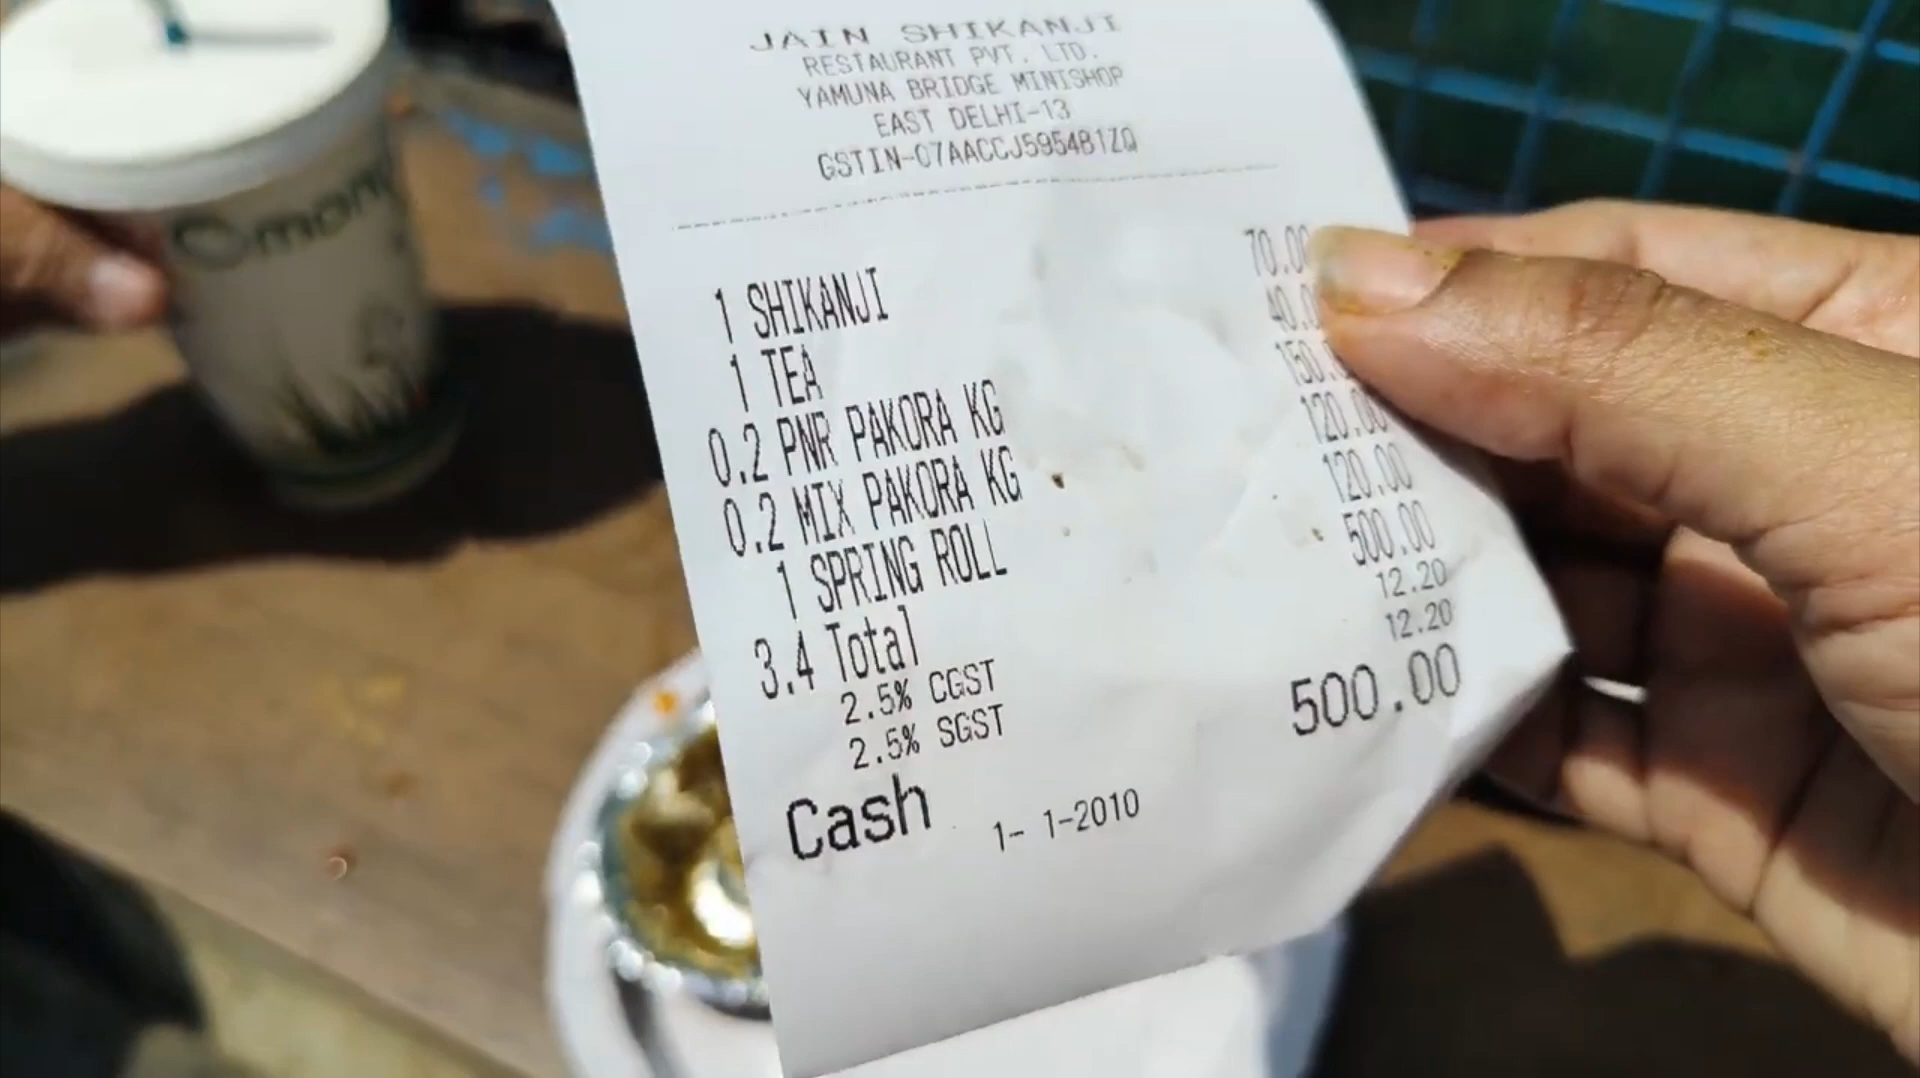 JAIN SHIKANJI
RESTAURANT PVT. LTD.
YAMUNA BRIDGE MINISHOP
EAST DELHI-13
GSTIN-07AACCJ5954B1ZQ
1 SHIKANJI 70.00
1 TEA 40.0
0.2 PNR PAKORA KG 150.
0.2 MIX PAKORA KG 120.00
1 SPRING ROLL 120.00
3.4 Total 500.00
2.5% CGST 12.20
2.5% SGST 12.20
Cash 500.00
1- 1-2010